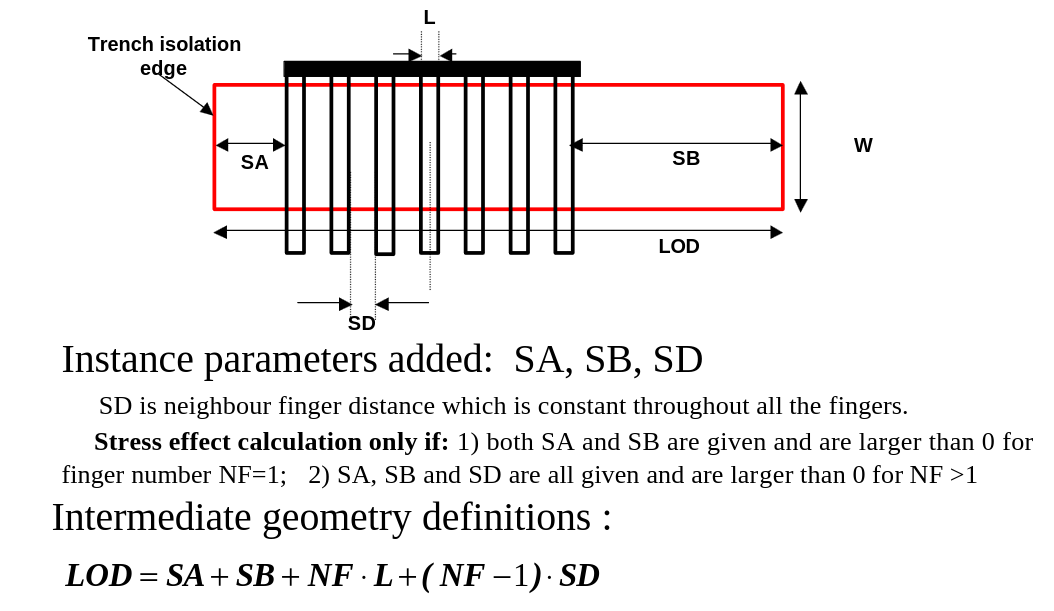 L
Trench isolation
edge
SA
SB
W
LOD
SD
Instance parameters added:  SA, SB, SD
SD is neighbour finger distance which is constant throughout all the fingers.
Stress effect calculation only if: 1) both SA and SB are given and are larger than 0 for
finger number NF=1;   2) SA, SB and SD are all given and are larger than 0 for NF >1
Intermediate geometry definitions :
LOD = SA + SB + NF · L + ( NF − 1) · SD